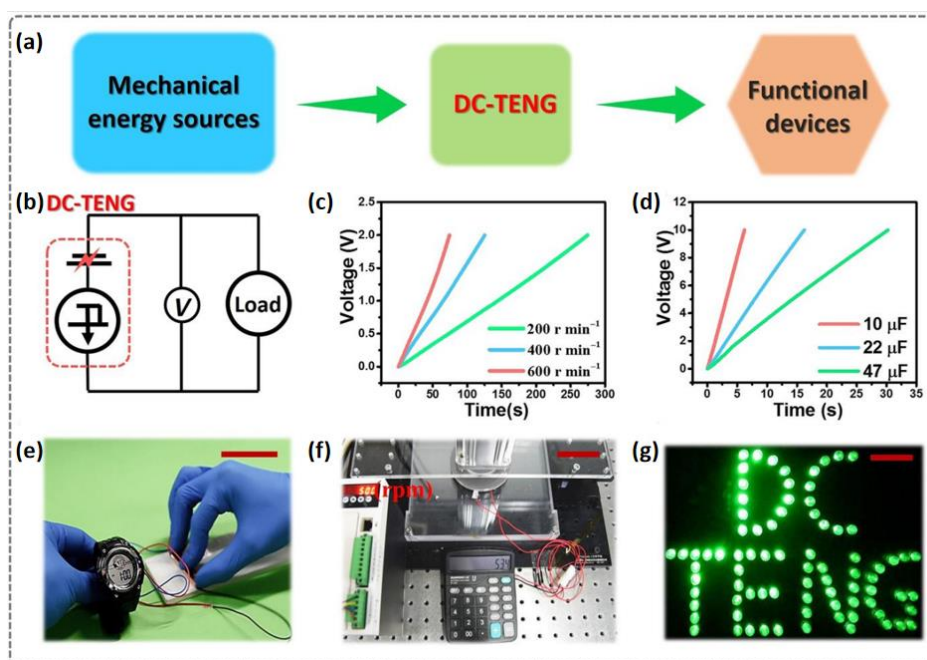 (a)
Mechanical
energy sources
DC-TENG
Functional
devices
(b) DC-TENG
V
Load
(c)
Voltage (V)
2.5
2.0
1.5
1.0
0.5
0.0
200 r min⁻¹
400 r min⁻¹
600 r min⁻¹
0 50 100 150 200 250 300
Time(s)
(d)
Voltage (V)
10
8
6
4
2
0
10 μF
22 μF
47 μF
0 5 10 15 20 25 30 35
Time (s)
(e)
(f)
(rpm)
(g)
DC
TENG